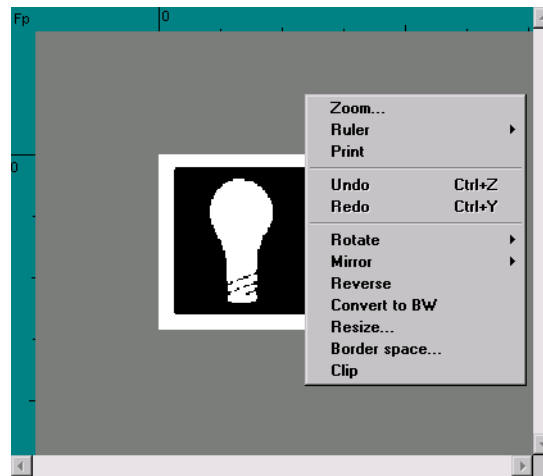 Fp 0
0
Zoom...
Ruler
Print
Undo Ctrl+Z
Redo Ctrl+Y
Rotate
Mirror
Reverse
Convert to BW
Resize...
Border space...
Clip